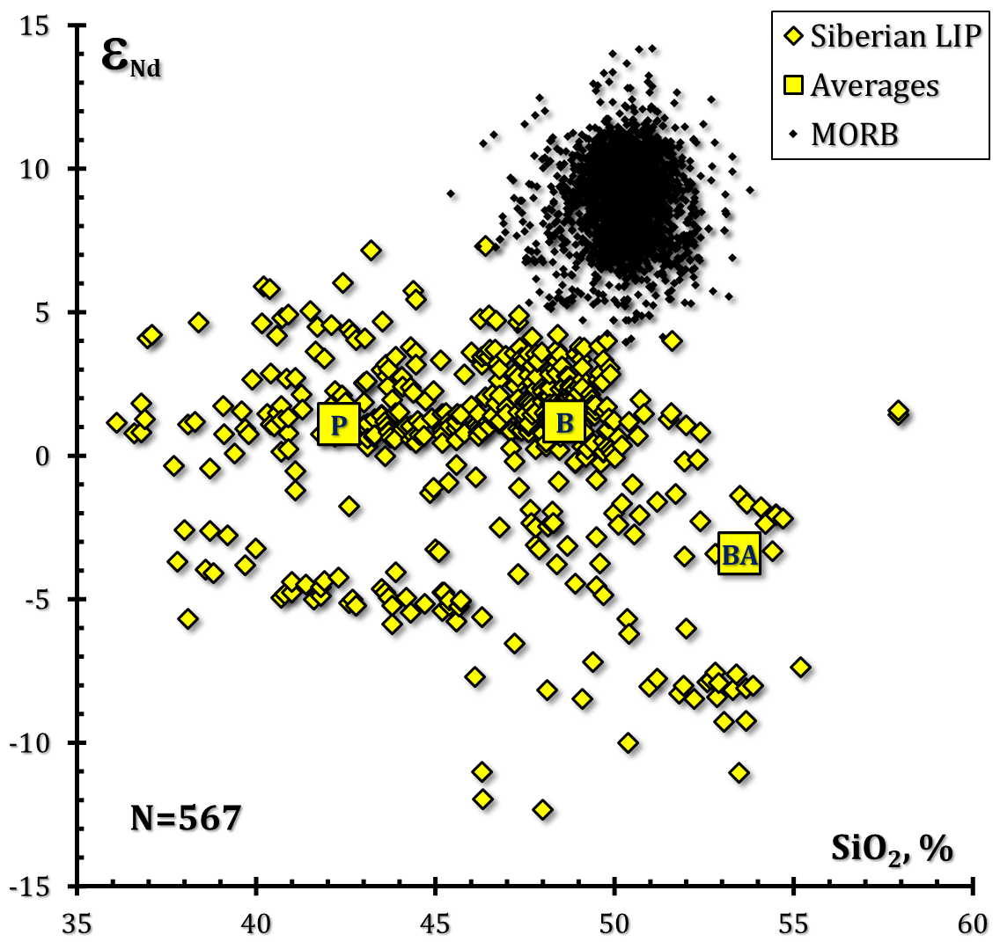 15
εNd
Siberian LIP
Averages
MORB
10
5
P
B
0
BA
-5
-10
N=567
SiO₂, %
-15
35 40 45 50 55 60